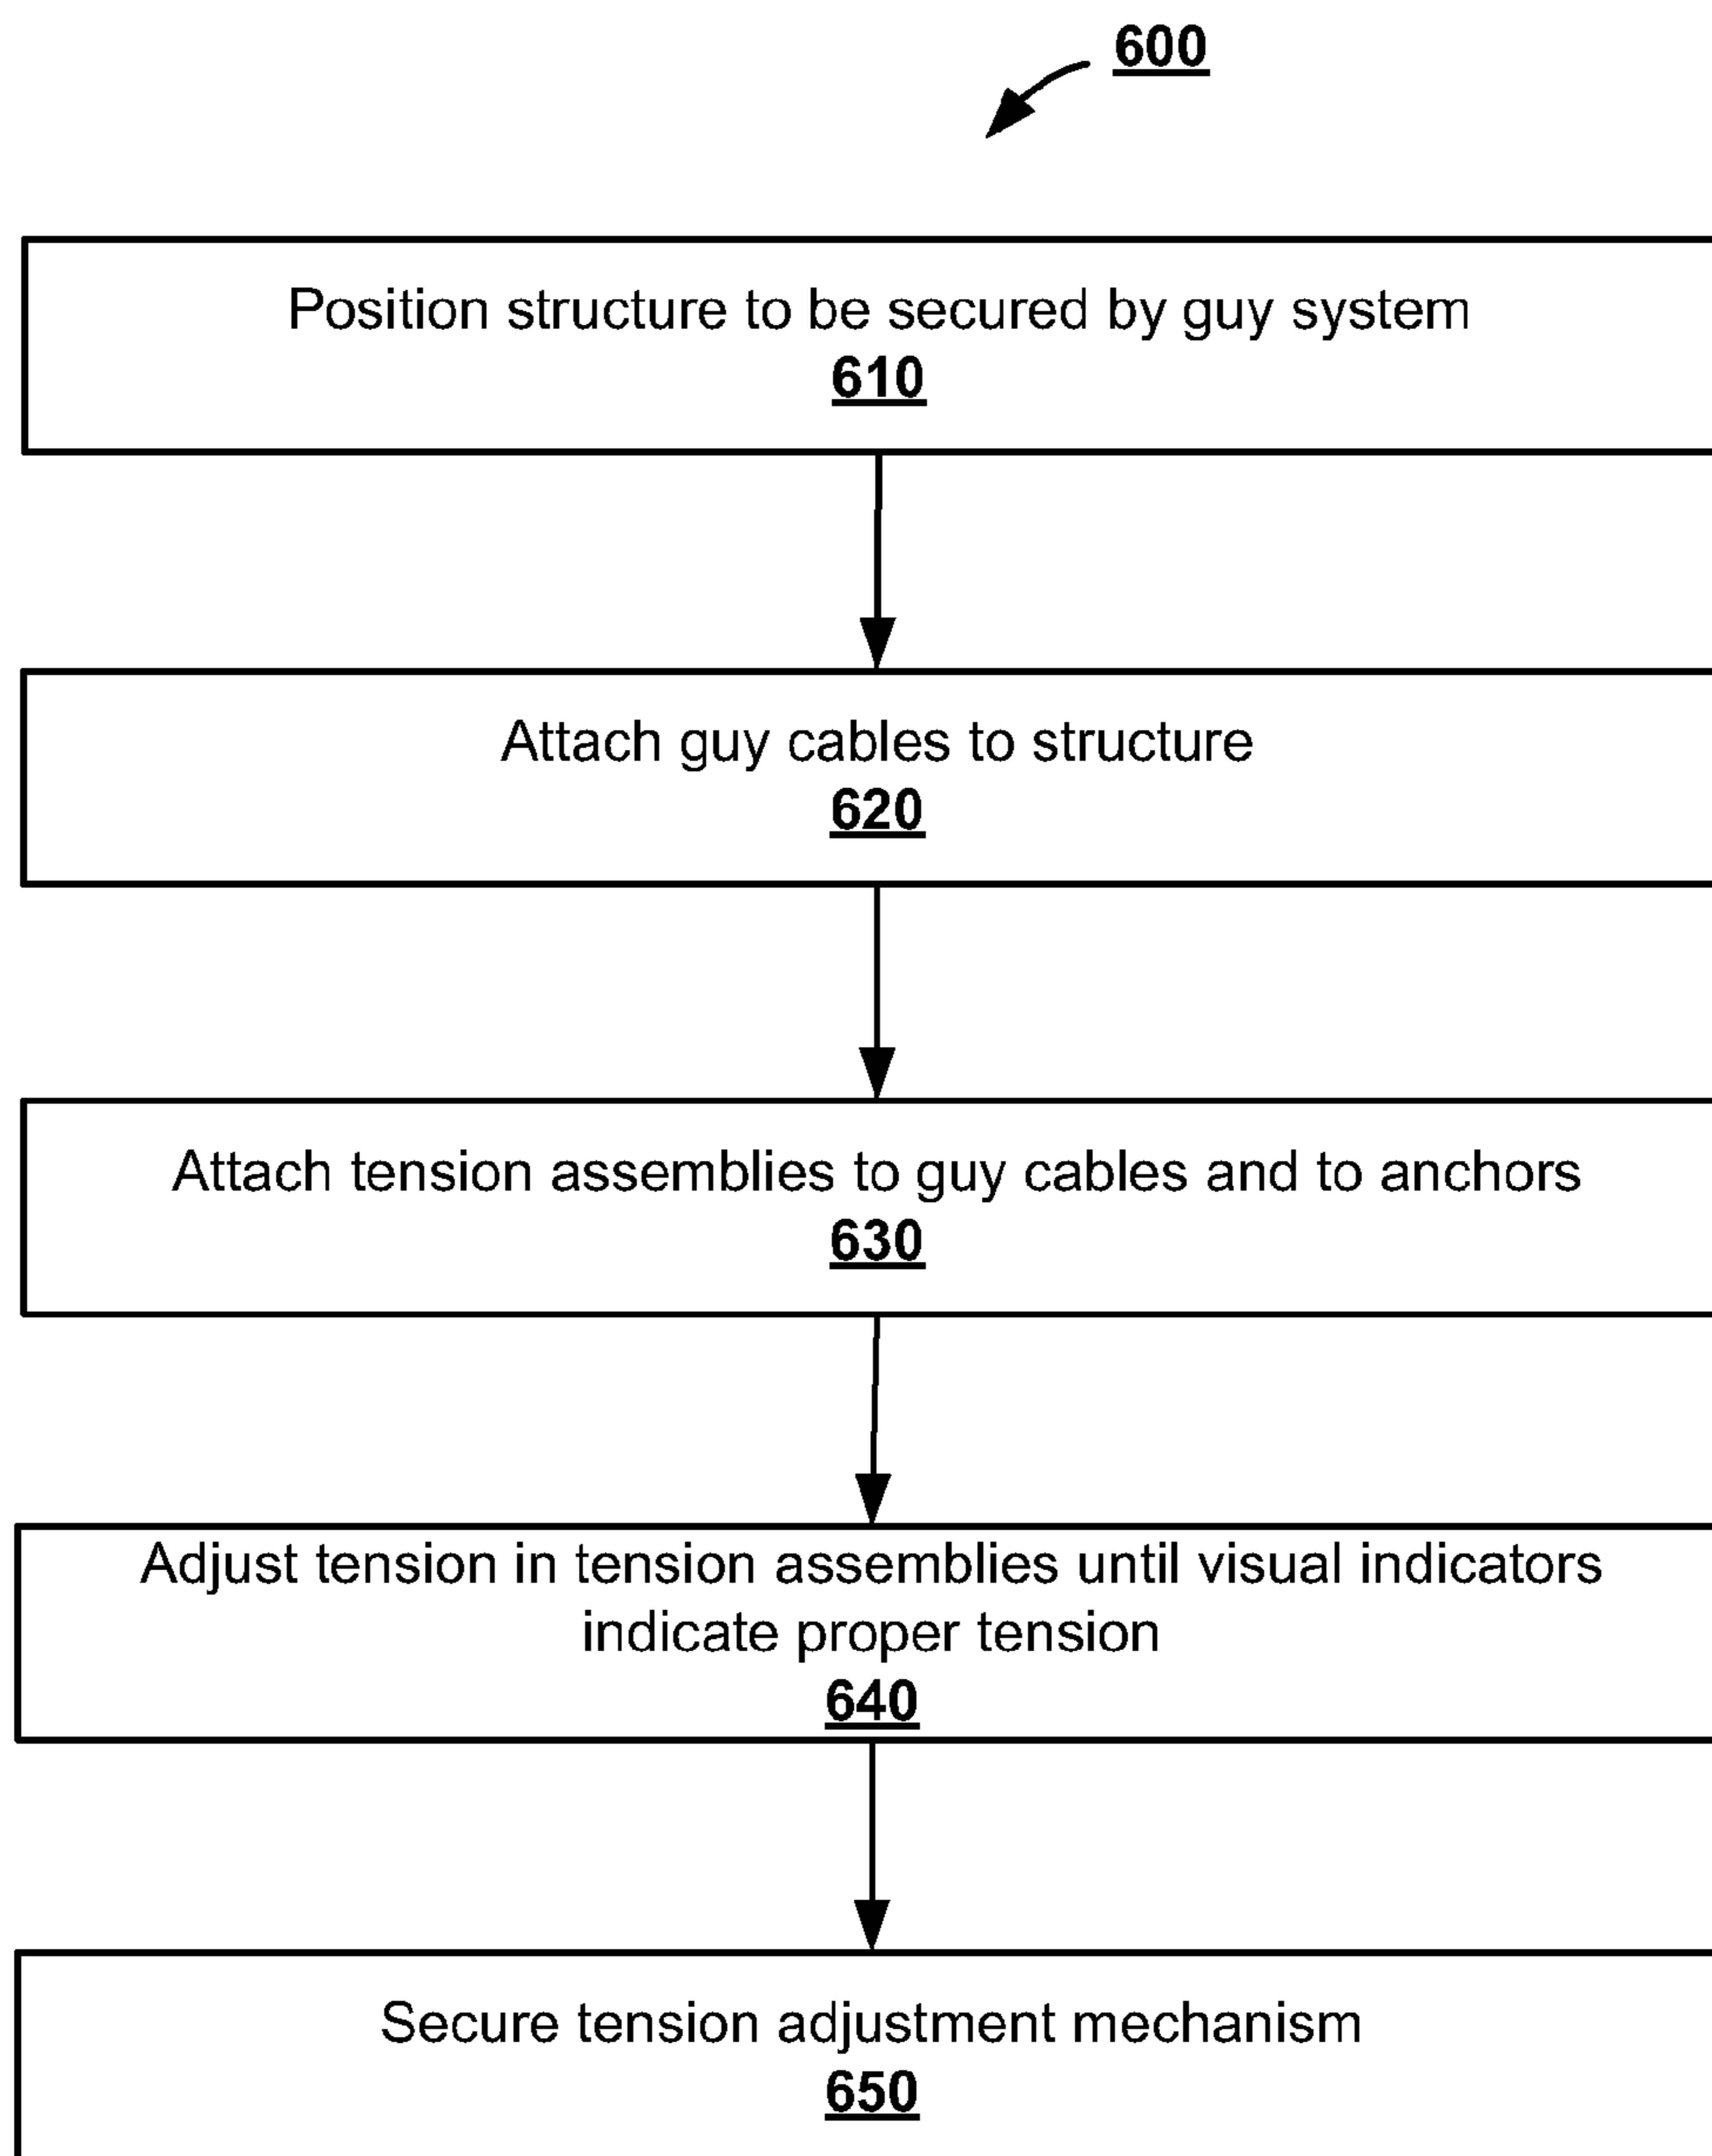 600
Position structure to be secured by guy system
610
Attach guy cables to structure
620
Attach tension assemblies to guy cables and to anchors
630
Adjust tension in tension assemblies until visual indicators
indicate proper tension
640
Secure tension adjustment mechanism
650